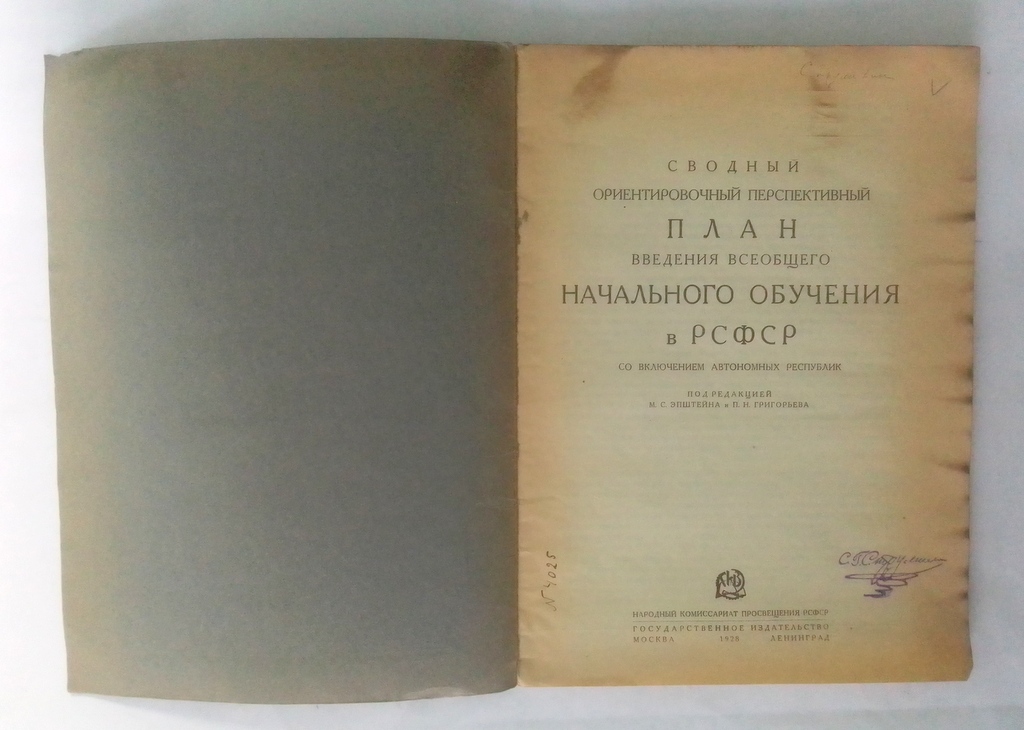 СВОДНЫЙ
ОРИЕНТИРОВОЧНЫЙ ПЕРСПЕКТИВНЫЙ
ПЛАН
ВВЕДЕНИЯ ВСЕОБЩЕГО
НАЧАЛЬНОГО ОБУЧЕНИЯ
в РСФСР
СО ВКЛЮЧЕНИЕМ АВТОНОМНЫХ РЕСПУБЛИК
ПОД РЕДАКЦИЕЙ
М. С. ЭПШТЕЙНА и П. Н. ГРИГОРЬЕВА
№ 4025
НАРОДНЫЙ КОМИССАРИАТ ПРОСВЕЩЕНИЯ РСФСР
ГОСУДАРСТВЕННОЕ ИЗДАТЕЛЬСТВО
МОСКВА 1928 ЛЕНИНГРАД